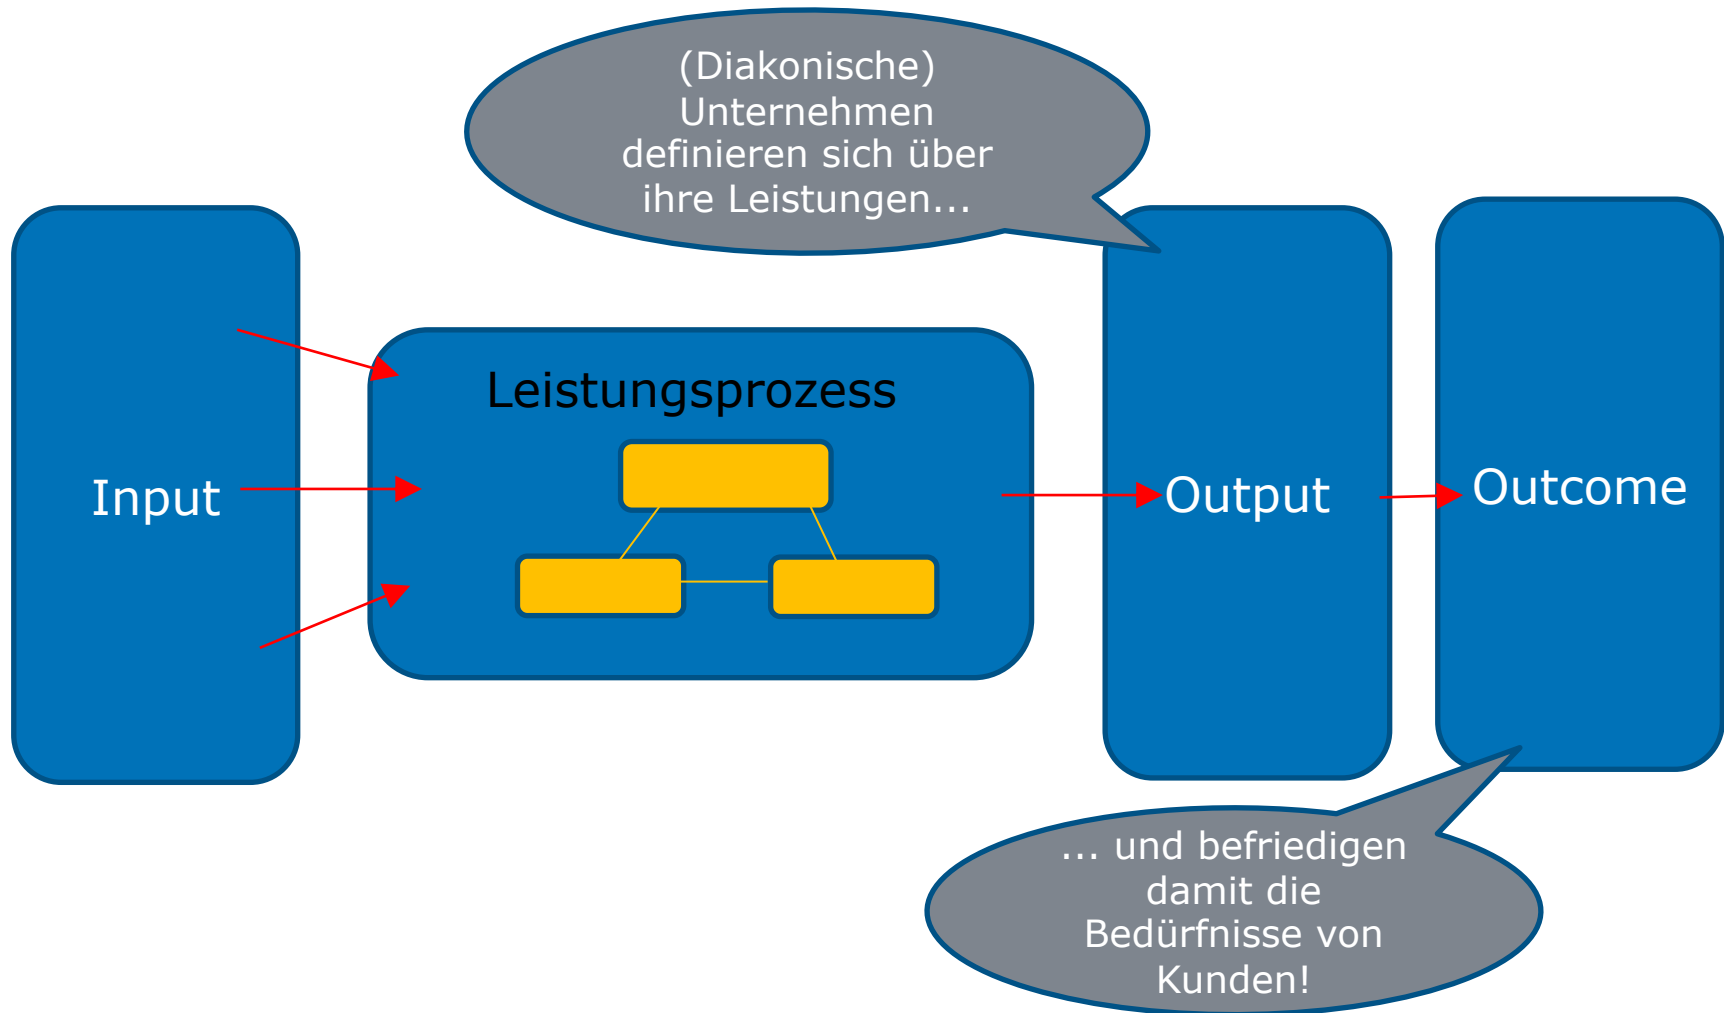 (Diakonische)
Unternehmen
definieren sich über
ihre Leistungen...
Leistungsprozess
Input
Output
Outcome
... und befriedigen
damit die
Bedürfnisse von
Kunden!